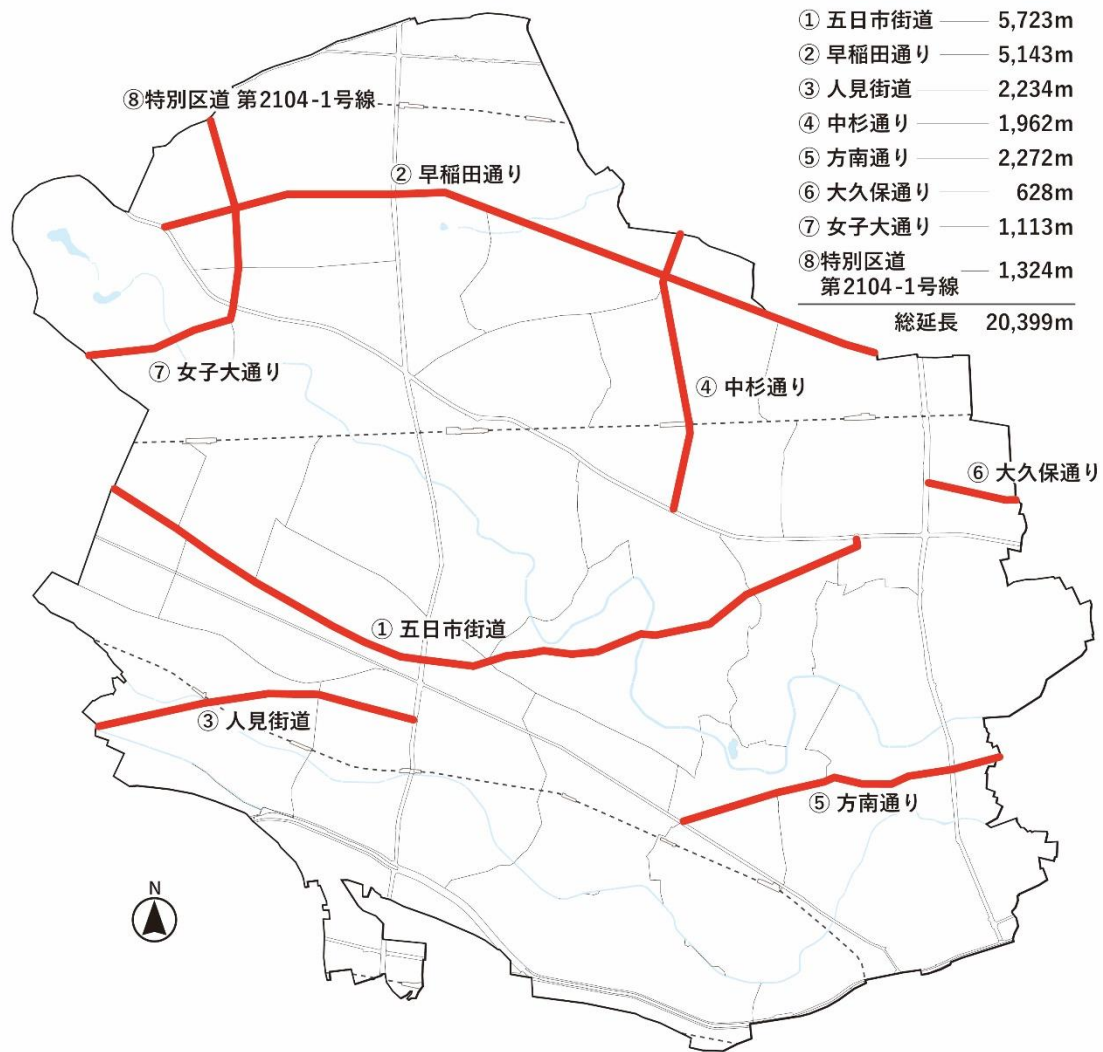 ① 五日市街道 5,723m
② 早稲田通り 5,143m
③ 人見街道 2,234m
④ 中杉通り 1,962m
⑤ 方南通り 2,272m
⑥ 大久保通り 628m
⑦ 女子大通り 1,113m
⑧特別区道
第2104-1号線 1,324m
総延長 20,399m
⑧特別区道 第2104-1号線
② 早稲田通り
⑦ 女子大通り
④ 中杉通り
⑥ 大久保通り
① 五日市街道
③ 人見街道
⑤ 方南通り
N